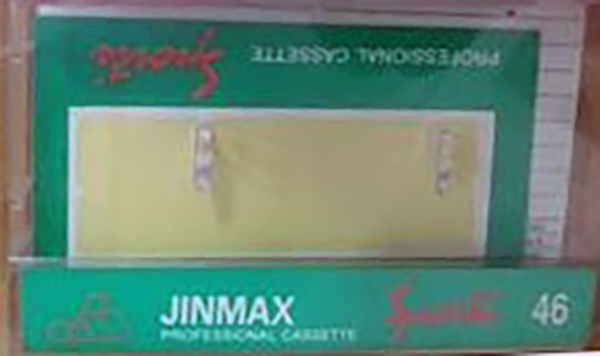 PROFESSIONAL CASSETTE
JINMAX
PROFESSIONAL CASSETTE
46